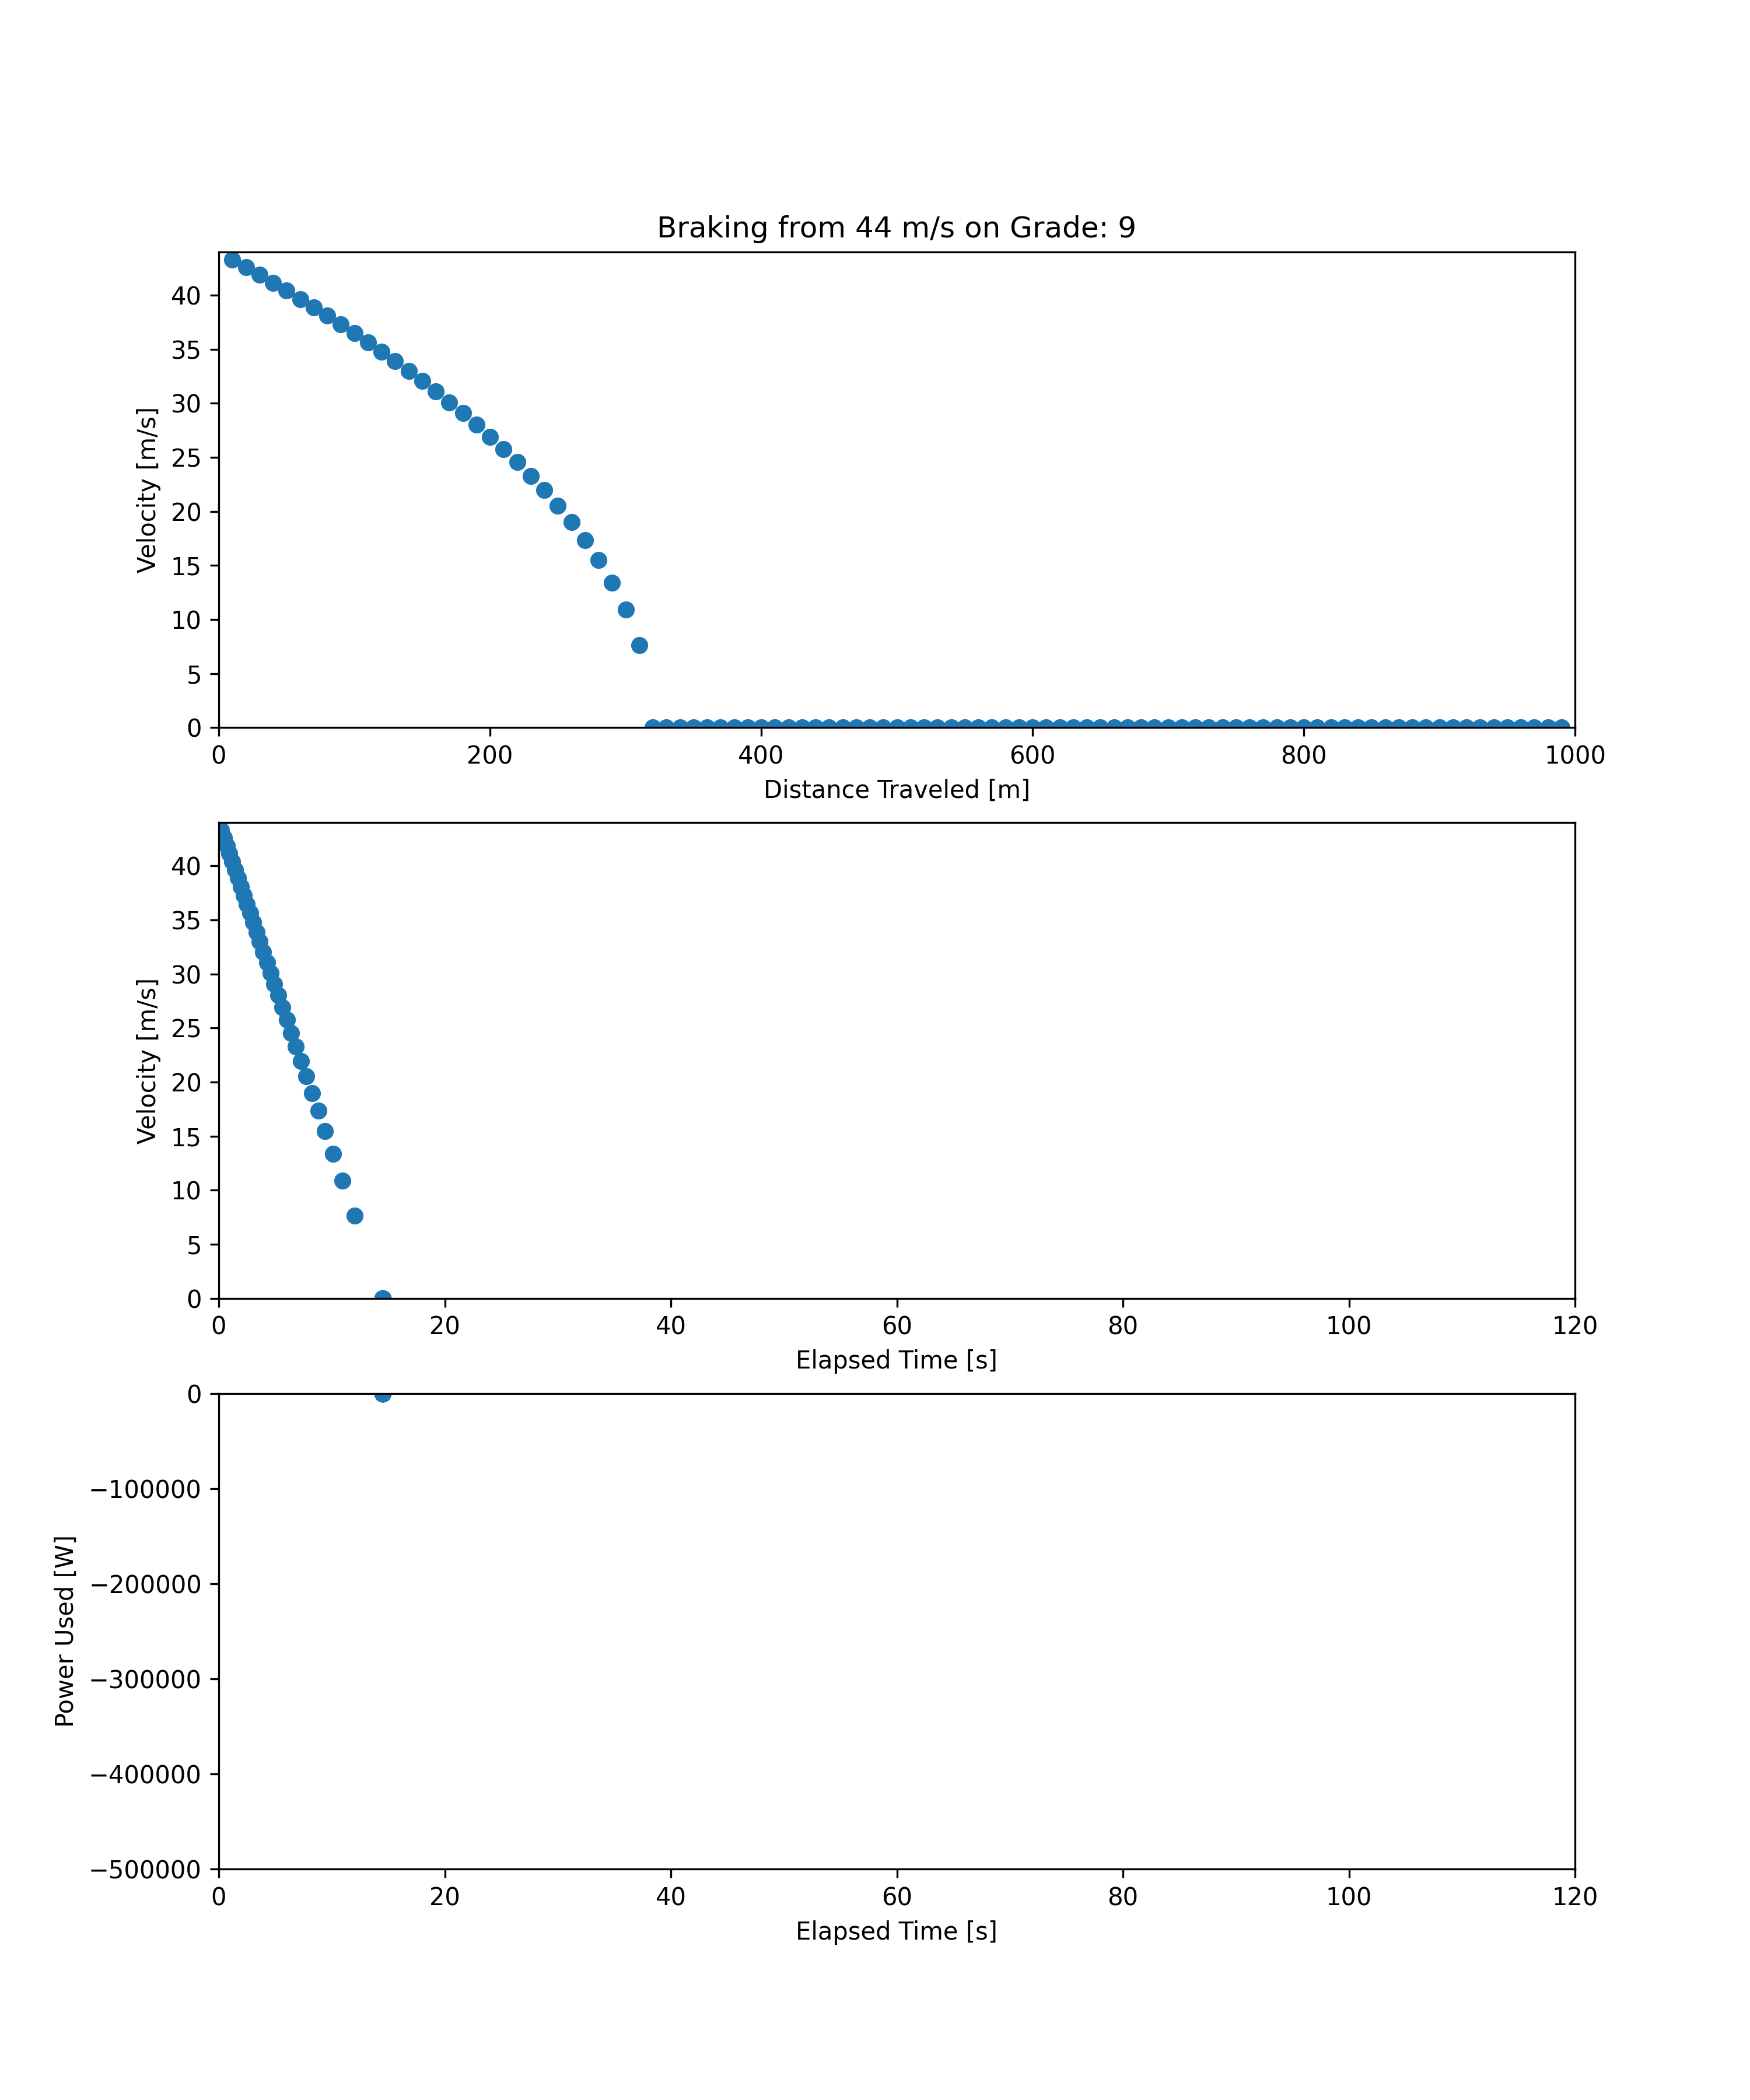 Braking from 44 m/s on Grade: 9
40
35
30
25
20
15
10
5
0
Velocity [m/s]
0 200 400 600 800 1000
Distance Traveled [m]
40
35
30
25
20
15
10
5
0
Velocity [m/s]
0 20 40 60 80 100 120
Elapsed Time [s]
0
−100000
−200000
−300000
−400000
−500000
Power Used [W]
0 20 40 60 80 100 120
Elapsed Time [s]